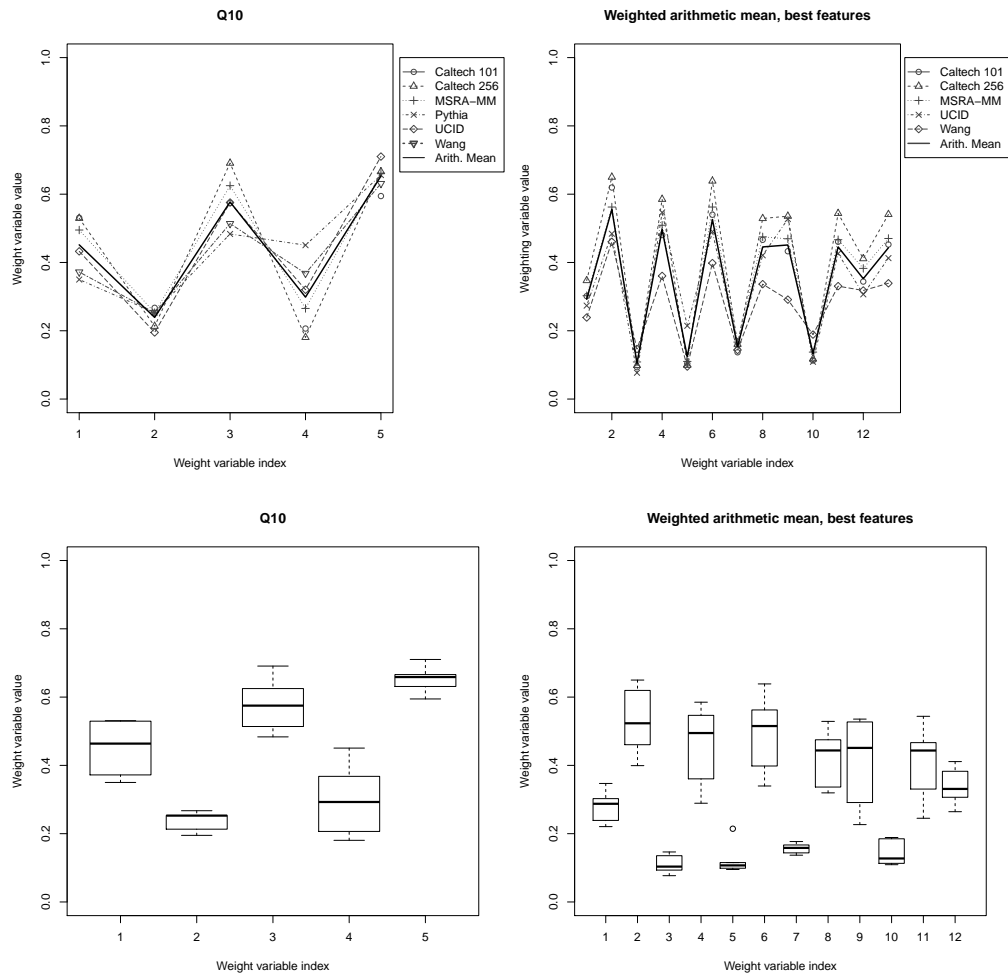 Q10
Weight variable value
1.0
0.8
0.6
0.4
0.2
0.0
1 2 3 4 5
Weight variable index
Caltech 101
Caltech 256
MSRA−MM
Pythia
UCID
Wang
Arith. Mean
Weighted arithmetic mean, best features
Weighting variable value
1.0
0.8
0.6
0.4
0.2
0.0
2 4 6 8 10 12
Weight variable index
Caltech 101
Caltech 256
MSRA−MM
UCID
Wang
Arith. Mean
Q10
Weight variable value
1.0
0.8
0.6
0.4
0.2
0.0
1 2 3 4 5
Weight variable index
Weighted arithmetic mean, best features
Weight variable value
1.0
0.8
0.6
0.4
0.2
0.0
1 2 3 4 5 6 7 8 9 10 11 12
Weight variable index